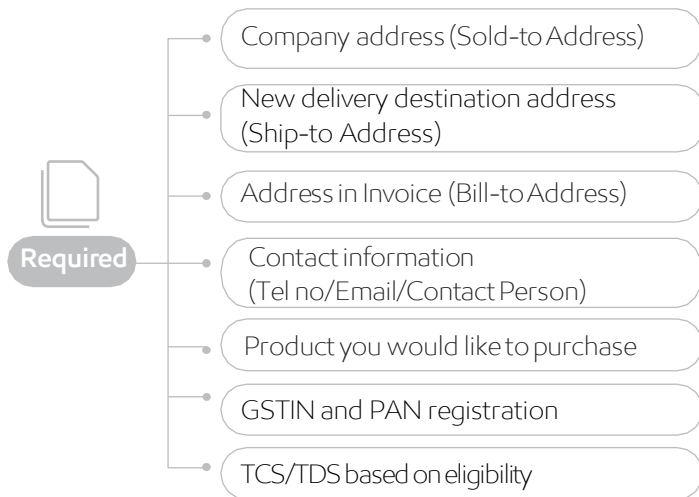 Company address (Sold-to Address)
New delivery destination address
(Ship-to Address)
Address in Invoice (Bill-to Address)
Required
Contact information
(Tel no/Email/Contact Person)
Product you would like to purchase
GSTIN and PAN registration
TCS/TDS based on eligibility